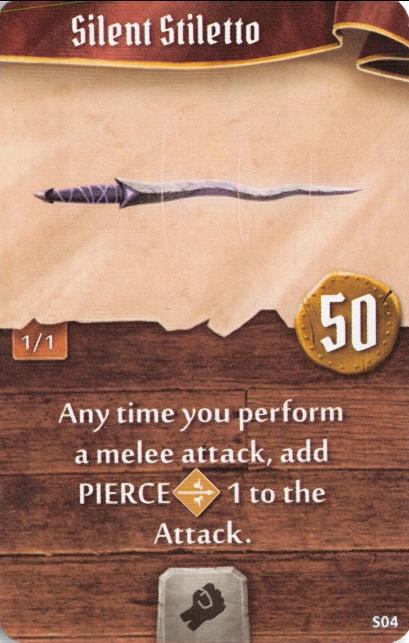 Silent Stiletto
50
1/1
Any time you perform
a melee attack, add
PIERCE 1 to the
Attack.
S04